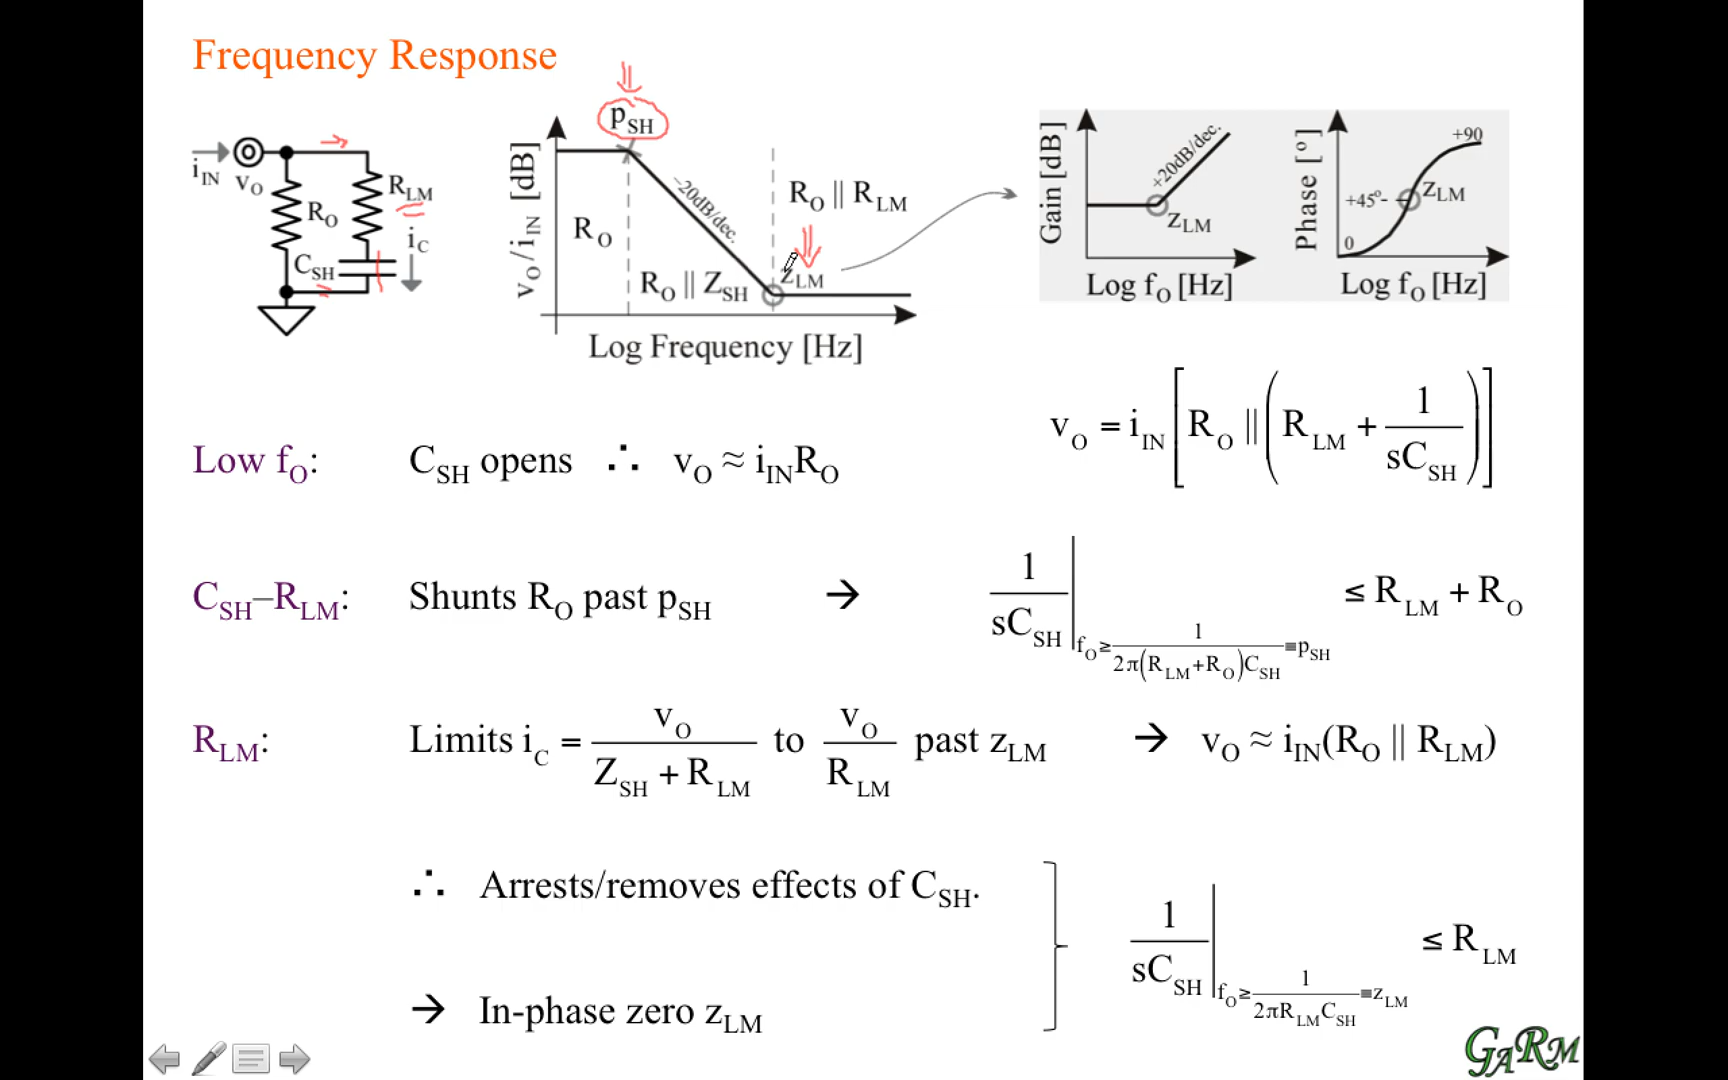 Frequency Response
iIN vO RO RLM iC CSH
vO/iIN [dB]
pSH
−20dB/dec.
RO
RO || ZSH
RO || RLM
zLM
Log Frequency [Hz]
Gain [dB]
+20dB/dec.
zLM
Log fO [Hz]
Phase [º]
+90
+45º-
zLM
0
Log fO [Hz]
vO = iIN [ RO || ( RLM + 1/sCSH ) ]
Low fO: CSH opens ∴ vO ≈ iINRO
CSH–RLM: Shunts RO past pSH → 1/sCSH | fO ≥ 1/2π(RLM+RO)CSH ≡ pSH ≤ RLM + RO
RLM: Limits iC = vO/(ZSH + RLM) to vO/RLM past zLM → vO ≈ iIN(RO || RLM)
∴ Arrests/removes effects of CSH.
→ In-phase zero zLM
1/sCSH | fO ≥ 1/2πRLMCSH ≡ zLM ≤ RLM
GARM